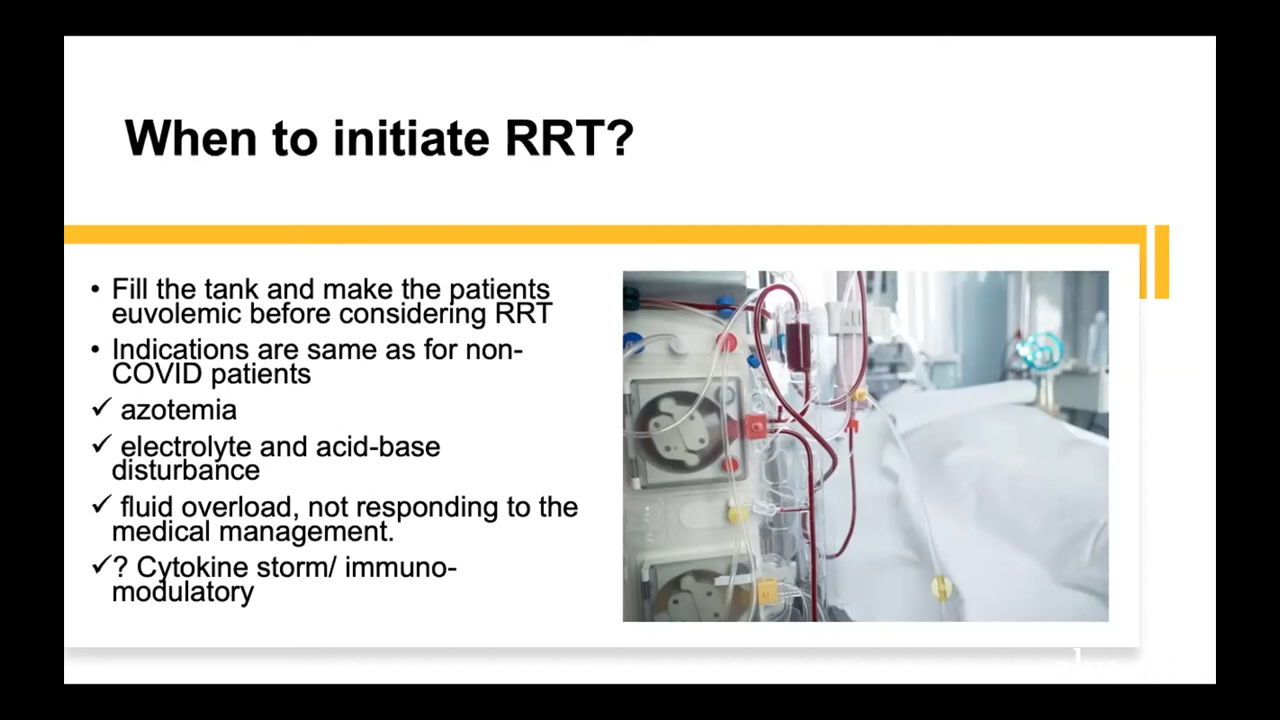 When to initiate RRT?
• Fill the tank and make the patients
euvolemic before considering RRT
• Indications are same as for non-
COVID patients
✓ azotemia
✓ electrolyte and acid-base
disturbance
✓ fluid overload, not responding to the
medical management.
✓? Cytokine storm/ immuno-
modulatory